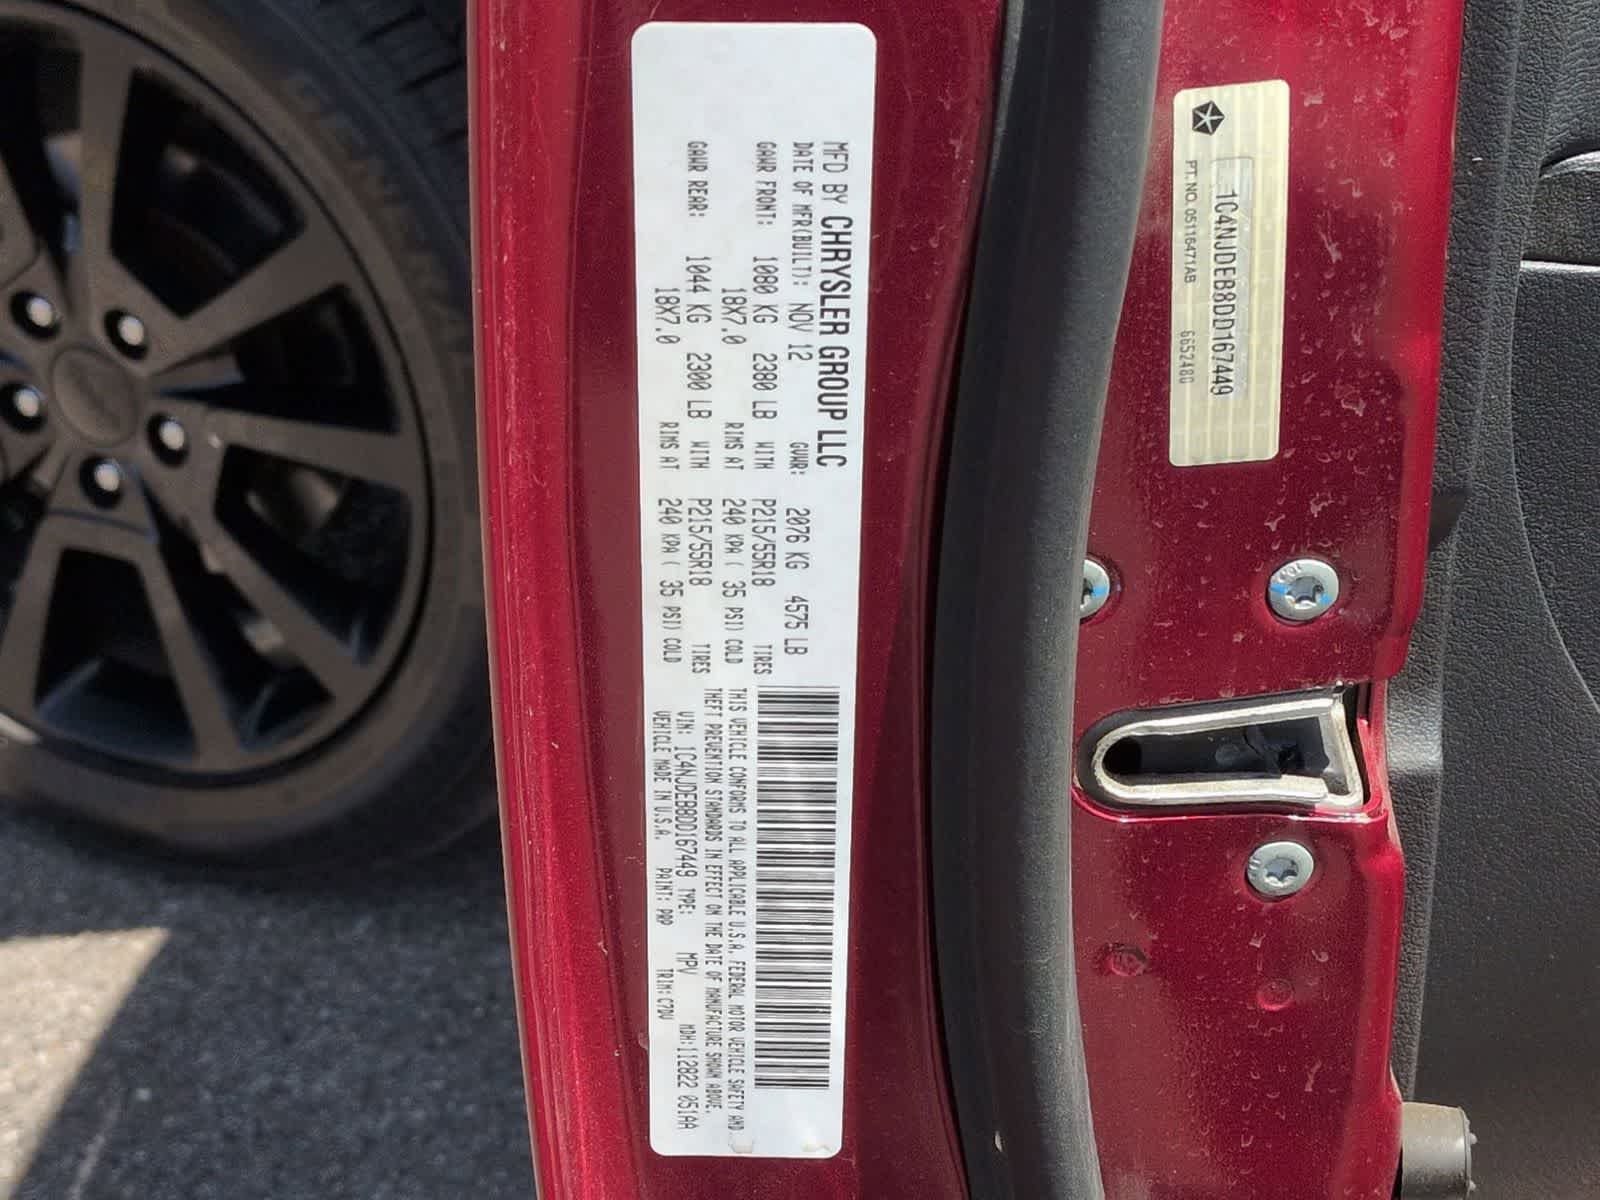 MFD BY CHRYSLER GROUP LLC
DATE OF MFR(BUILT): NOV 12 GVWR: 2076 KG 4575 LB
GAWR FRONT: 1080 KG 2380 LB WITH P215/55R18 TIRES
18X7.0 RIMS AT 240 KPA ( 35 PSI) COLD
GAWR REAR: 1044 KG 2300 LB WITH P215/55R18 TIRES
18X7.0 RIMS AT 240 KPA ( 35 PSI) COLD
THIS VEHICLE CONFORMS TO ALL APPLICABLE U.S.A. FEDERAL MOTOR VEHICLE SAFETY AND
THEFT PREVENTION STANDARDS IN EFFECT ON THE DATE OF MANUFACTURE SHOWN ABOVE.
VIN: 1C4NJDEB8DD167449 TYPE: MPV MDH:112822 051AA
VEHICLE MADE IN U.S.A. PAINT: PRP TRIM: C7DV
1C4NJDEB8DD167449
PT. NO. 05116471AB 6652480